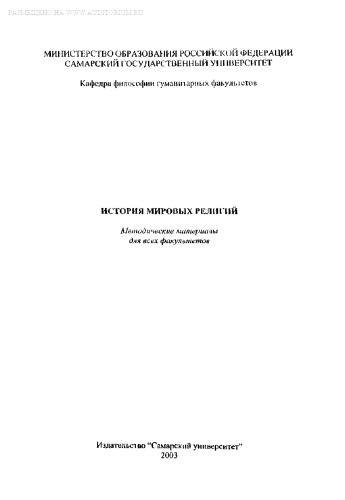 РАЗМЕЩЕНО НА WWW.AUDITORIUM.RU
МИНИСТЕРСТВО ОБРАЗОВАНИЯ РОССИЙСКОЙ ФЕДЕРАЦИИ
САМАРСКИЙ ГОСУДАРСТВЕННЫЙ УНИВЕРСИТЕТ
Кафедра философии гуманитарных факультетов
ИСТОРИЯ МИРОВЫХ РЕЛИГИЙ
Методические материалы
для всех факультетов
Издательство "Самарский университет"
2003